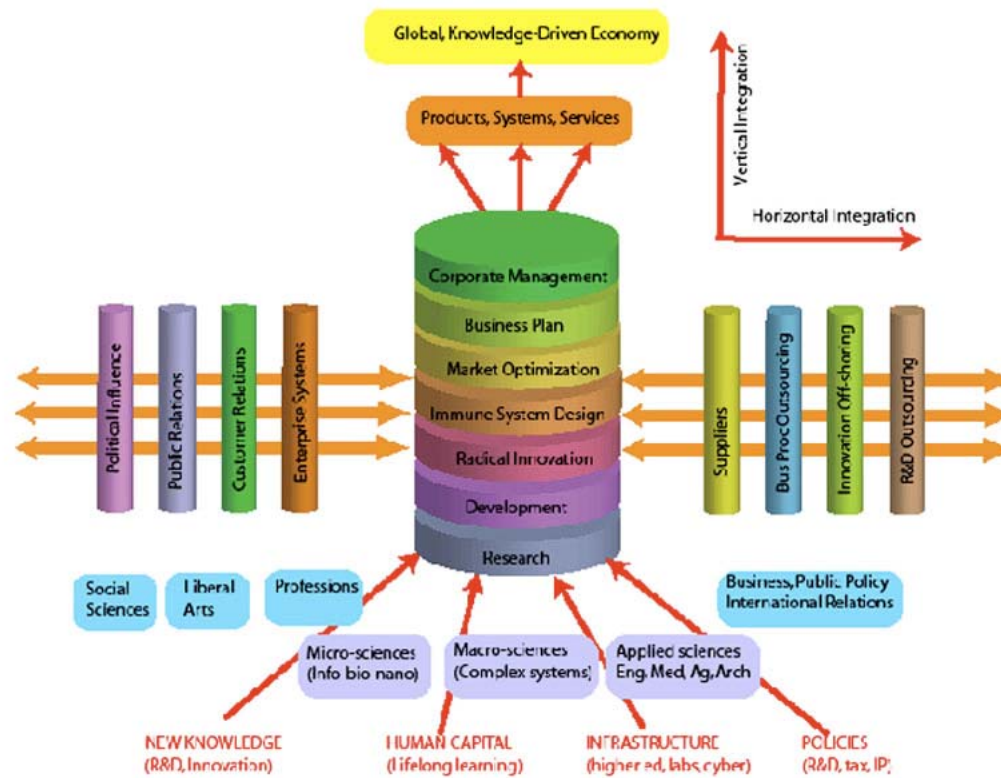 Global, Knowledge-Driven Economy
Products, Systems, Services
Vertical Integration
Horizontal Integration
Corporate Management
Business Plan
Market Optimization
Immune System Design
Radical Innovation
Development
Research
Political Influence
Public Relations
Customer Relations
Enterprise Systems
Suppliers
Bus Proc Outsourcing
Innovation Off-shoring
R&D Outsourcing
Social
Sciences
Liberal
Arts
Professions
Business, Public Policy
International Relations
Micro-sciences
(Info bio nano)
Macro-sciences
(Complex systems)
Applied sciences
Eng, Med, Ag, Arch
NEW KNOWLEDGE
(R&D, Innovation)
HUMAN CAPITAL
(Lifelong learning)
INFRASTRUCTURE
(higher ed, labs, cyber)
POLICIES
(R&D, tax, IP)